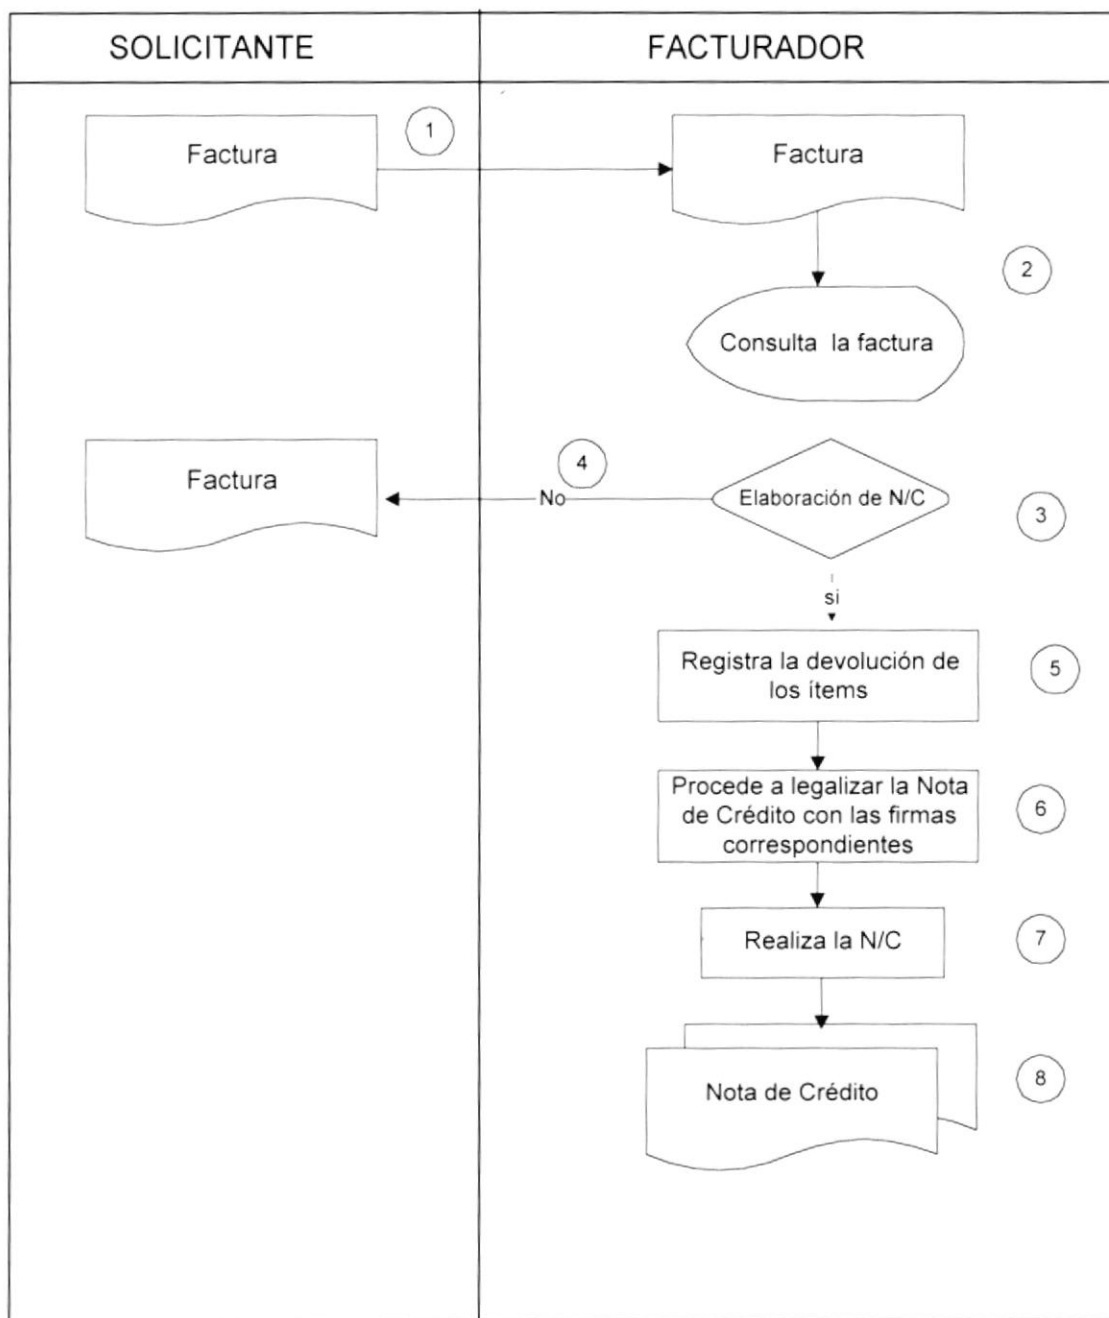 SOLICITANTE
FACTURADOR
Factura
1
Factura
2
Consulta la factura
Factura
4
No
Elaboración de N/C
3
si
Registra la devolución de
los ítems
5
Procede a legalizar la Nota
de Crédito con las firmas
correspondientes
6
Realiza la N/C
7
Nota de Crédito
8